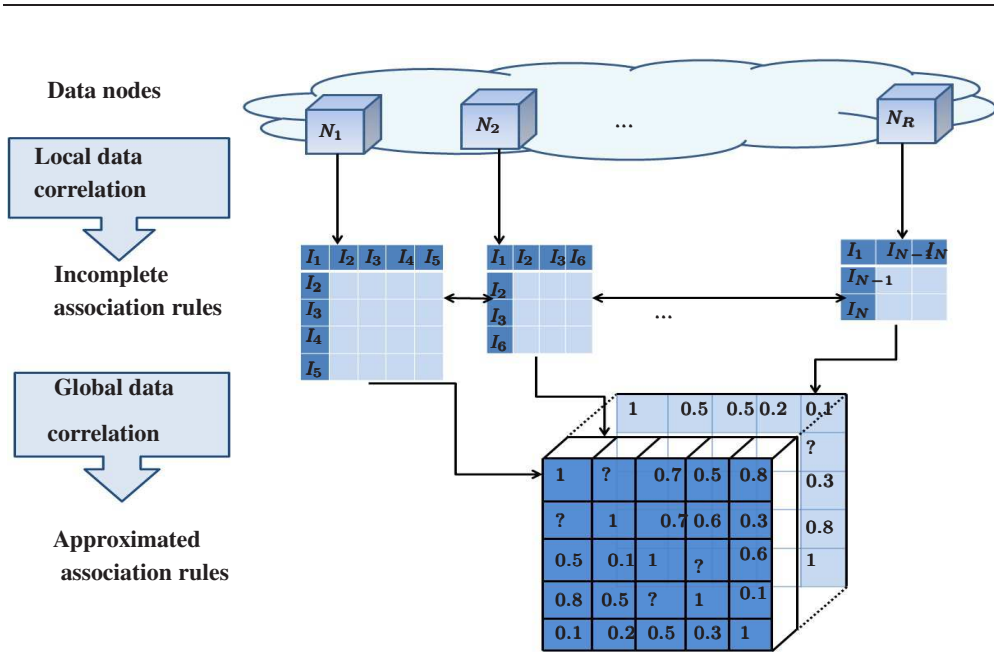 Data nodes
N1 N2 ... NR
Local data
correlation
Incomplete
association rules
I1 I2 I3 I4 I5
I2
I3
I4
I5
I1 I2 I3 I6
I2
I3
I6
...
I1 IN−1 IN
IN−1
IN
Global data
correlation
Approximated
association rules
1 0.5 0.5 0.2 0.1
?
0.3
0.8
1
1 ? 0.7 0.5 0.8
? 1 0.7 0.6 0.3
0.5 0.1 1 ? 0.6
0.8 0.5 ? 1 0.1
0.1 0.2 0.5 0.3 1